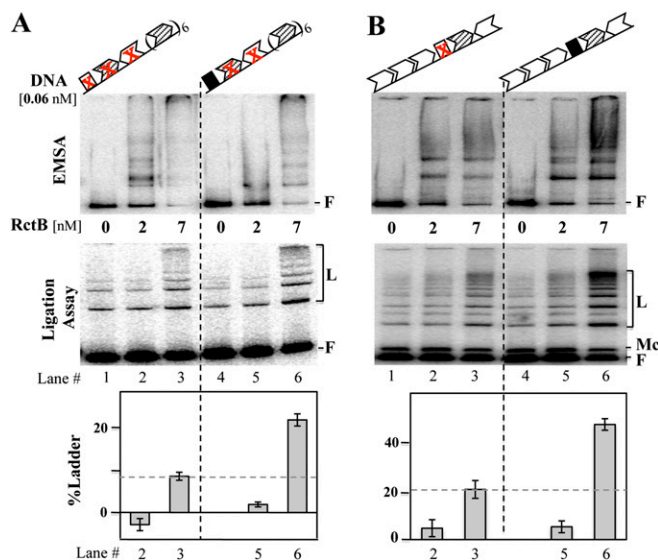 A
B
6
6
DNA
[0.06 nM]
EMSA
F
F
RctB [nM] 0 2 7 0 2 7
0 2 7 0 2 7
Ligation
Assay
L
F
L
Mc
F
Lane # 1 2 3 4 5 6
1 2 3 4 5 6
%Ladder
20
0
40
20
0
Lane # 2 3 5 6
2 3 5 6